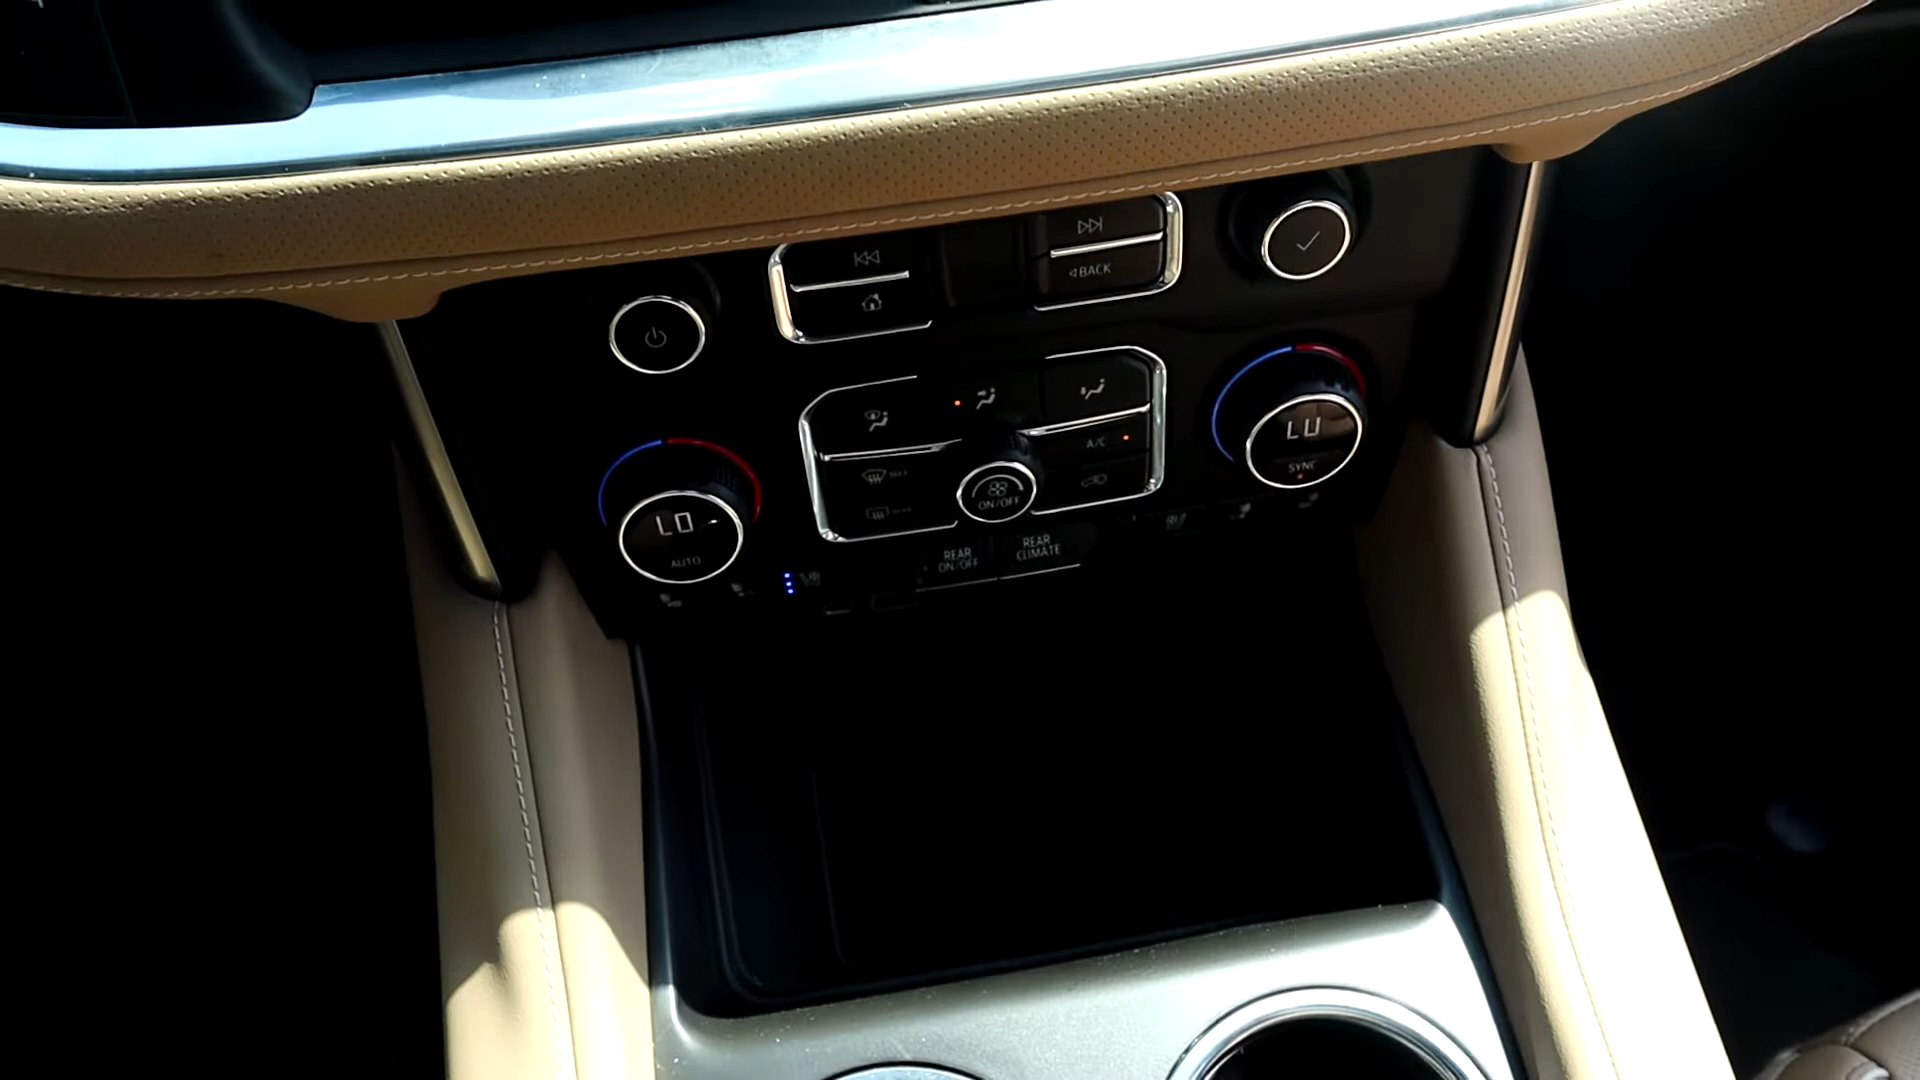 BACK
LO
AUTO
A/C
ON/OFF
LO
SYNC
REAR
ON/OFF
REAR
CLIMATE